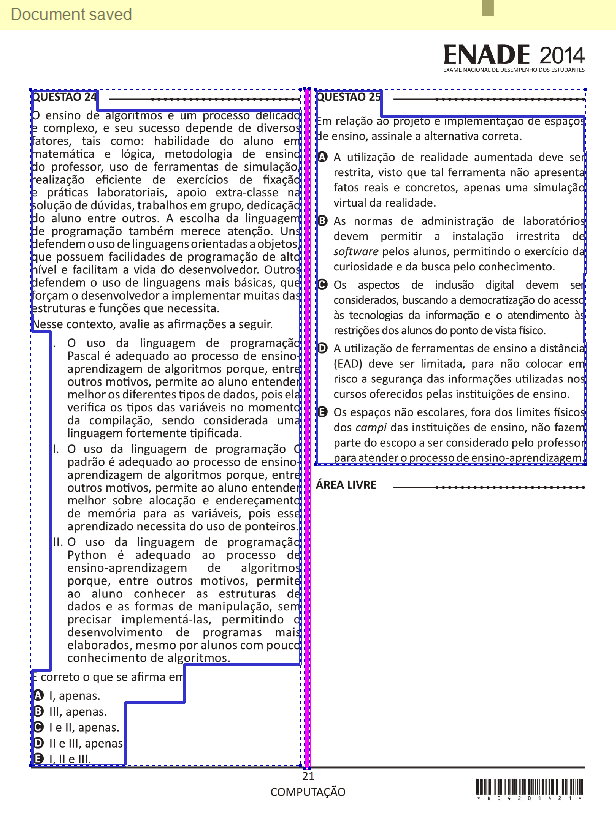 Document saved
ENADE 2014
EXAME NACIONAL DE DESEMPENHO DOS ESTUDANTES
QUESTÃO 24
O ensino de algoritmos é um processo delicado
e complexo, e seu sucesso depende de diversos
fatores, tais como: habilidade do aluno em
matemática e lógica, metodologia de ensino
do professor, uso de ferramentas de simulação,
realização eficiente de exercícios de fixação
e práticas laboratoriais, apoio extra-classe na
solução de dúvidas, trabalhos em grupo, dedicação
do aluno entre outros. A escolha da linguagem
de programação também merece atenção. Uns
defendem o uso de linguagens orientadas a objetos,
que possuem facilidades de programação de alto
nível e facilitam a vida do desenvolvedor. Outros
defendem o uso de linguagens mais básicas, que
forçam o desenvolvedor a implementar muitas das
estruturas e funções que necessita.
Nesse contexto, avalie as afirmações a seguir.
I. O uso da linguagem de programação
Pascal é adequado ao processo de ensino-
aprendizagem de algoritmos porque, entre
outros motivos, permite ao aluno entender
melhor os diferentes tipos de dados, pois ela
verifica os tipos das variáveis no momento
da compilação, sendo considerada uma
linguagem fortemente tipificada.
II. O uso da linguagem de programação C
padrão é adequado ao processo de ensino-
aprendizagem de algoritmos porque, entre
outros motivos, permite ao aluno entender
melhor sobre alocação e endereçamento
de memória para as variáveis, pois esse
aprendizado necessita do uso de ponteiros.
III. O uso da linguagem de programação
Python é adequado ao processo de
ensino-aprendizagem de algoritmos
porque, entre outros motivos, permite
ao aluno conhecer as estruturas de
dados e as formas de manipulação, sem
precisar implementá-las, permitindo o
desenvolvimento de programas mais
elaborados, mesmo por alunos com pouco
conhecimento de algoritmos.
É correto o que se afirma em
A I, apenas.
B III, apenas.
C I e II, apenas.
D II e III, apenas
E I, II e III.
QUESTÃO 25
Em relação ao projeto e implementação de espaços
de ensino, assinale a alternativa correta.
A A utilização de realidade aumentada deve ser
restrita, visto que tal ferramenta não apresenta
fatos reais e concretos, apenas uma simulação
virtual da realidade.
B As normas de administração de laboratórios
devem permitir a instalação irrestrita de
software pelos alunos, permitindo o exercício da
curiosidade e da busca pelo conhecimento.
C Os aspectos de inclusão digital devem ser
considerados, buscando a democratização do acesso
às tecnologias da informação e o atendimento às
restrições dos alunos do ponto de vista físico.
D A utilização de ferramentas de ensino a distância
(EAD) deve ser limitada, para não colocar em
risco a segurança das informações utilizadas nos
cursos oferecidos pelas instituições de ensino.
E Os espaços não escolares, fora dos limites físicos
dos campi das instituições de ensino, não fazem
parte do escopo a ser considerado pelo professor
para atender o processo de ensino-aprendizagem.
ÁREA LIVRE
21
COMPUTAÇÃO